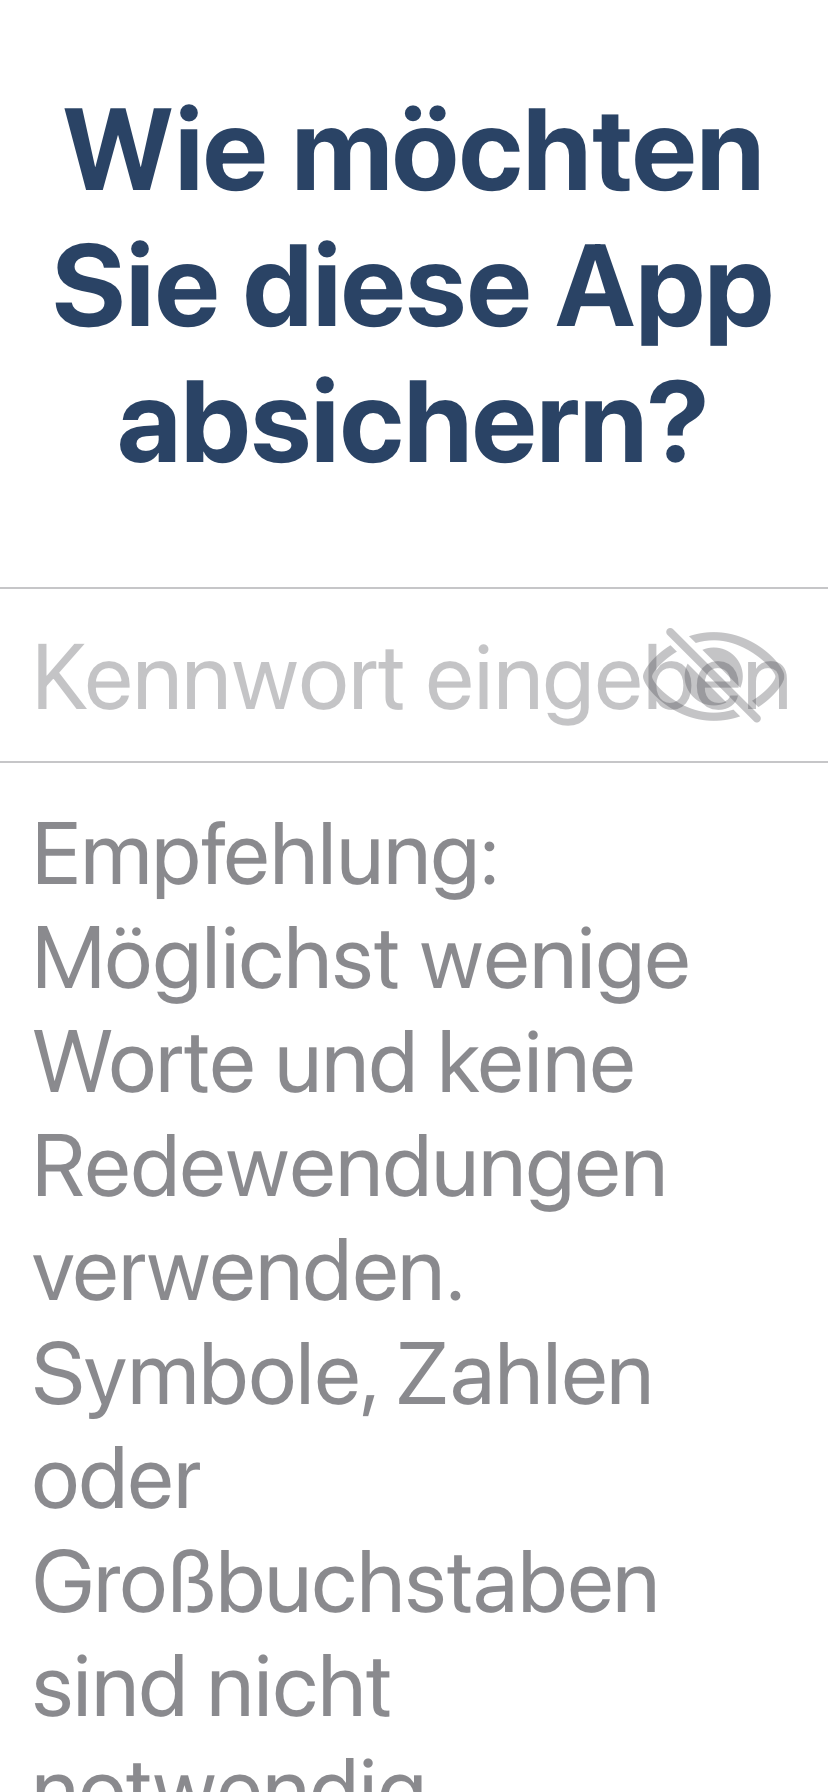 Wie möchten
Sie diese App
absichern?
Kennwort eingeben
Empfehlung:
Möglichst wenige
Worte und keine
Redewendungen
verwenden.
Symbole, Zahlen
oder
Großbuchstaben
sind nicht
notwendig